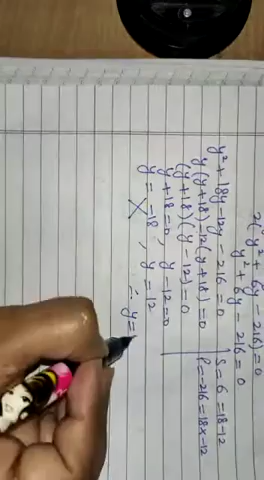 2(y² + 6y - 216) = 0
y² + 6y - 216 = 0
y² + 18y - 12y - 216 = 0
S = 6 = 18 - 12
y(y+18) - 12(y+18) = 0
P = -216 = 18 x -12
(y+18)(y-12) = 0
y+18=0, y-12=0
y = -18, y = 12
∴ y =